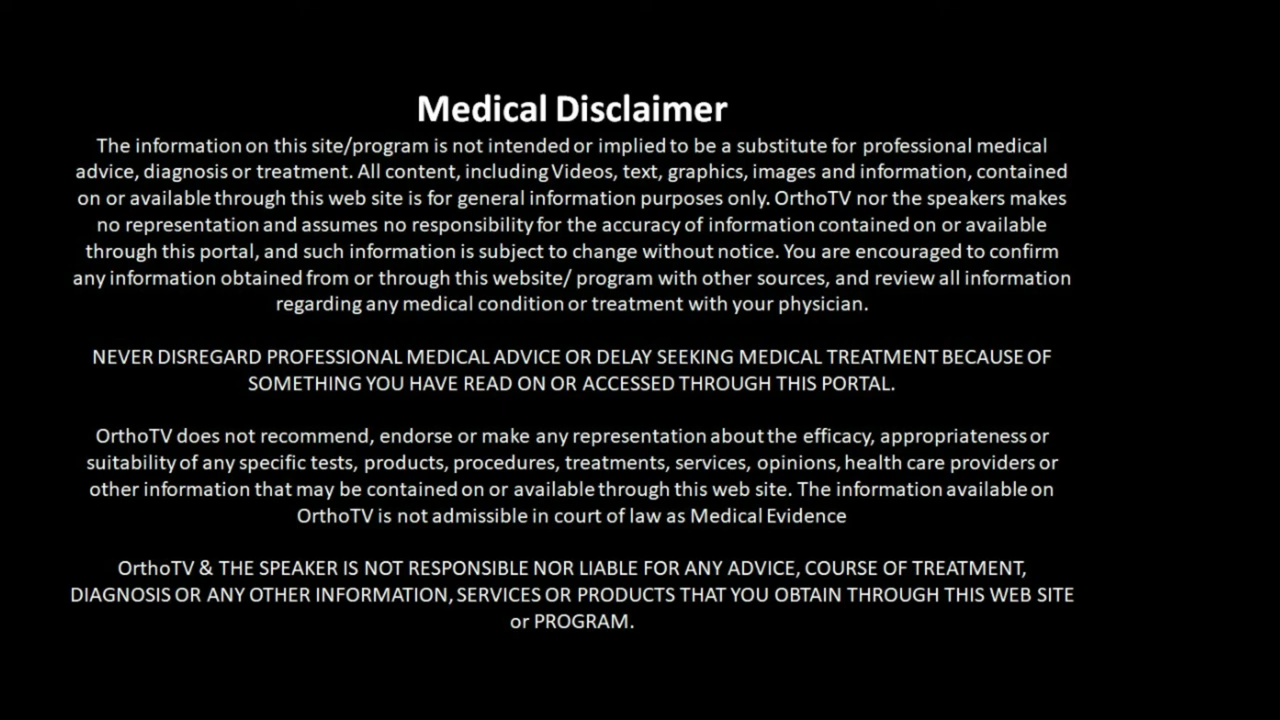 Medical Disclaimer
The information on this site/program is not intended or implied to be a substitute for professional medical
advice, diagnosis or treatment. All content, including Videos, text, graphics, images and information, contained
on or available through this web site is for general information purposes only. OrthoTV nor the speakers makes
no representation and assumes no responsibility for the accuracy of information contained on or available
through this portal, and such information is subject to change without notice. You are encouraged to confirm
any information obtained from or through this website/ program with other sources, and review all information
regarding any medical condition or treatment with your physician.
NEVER DISREGARD PROFESSIONAL MEDICAL ADVICE OR DELAY SEEKING MEDICAL TREATMENT BECAUSE OF
SOMETHING YOU HAVE READ ON OR ACCESSED THROUGH THIS PORTAL.
OrthoTV does not recommend, endorse or make any representation about the efficacy, appropriateness or
suitability of any specific tests, products, procedures, treatments, services, opinions, health care providers or
other information that may be contained on or available through this web site. The information available on
OrthoTV is not admissible in court of law as Medical Evidence
OrthoTV & THE SPEAKER IS NOT RESPONSIBLE NOR LIABLE FOR ANY ADVICE, COURSE OF TREATMENT,
DIAGNOSIS OR ANY OTHER INFORMATION, SERVICES OR PRODUCTS THAT YOU OBTAIN THROUGH THIS WEB SITE
or PROGRAM.